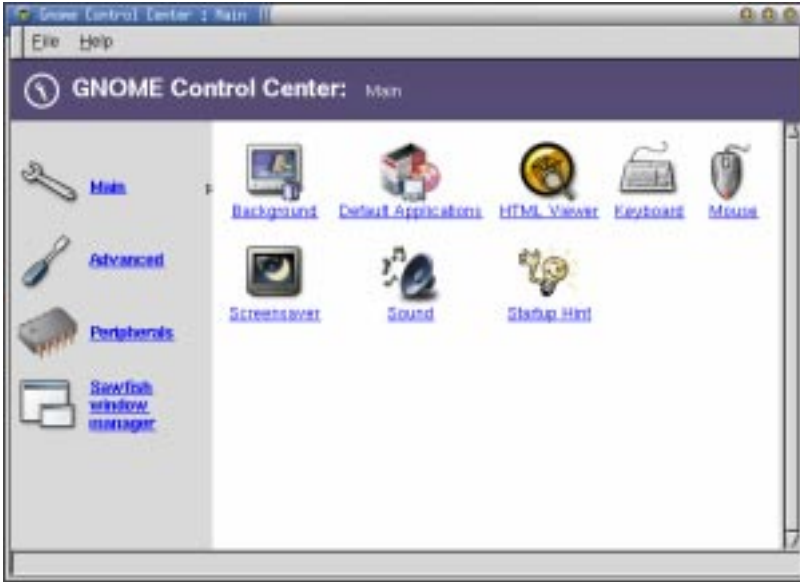 Gnome Control Center : Main
File Help
GNOME Control Center: Main
Main
Advanced
Peripherals
Sawfish
window
manager
Background Default Applications HTML Viewer Keyboard Mouse
Screensaver Sound Startup Hint